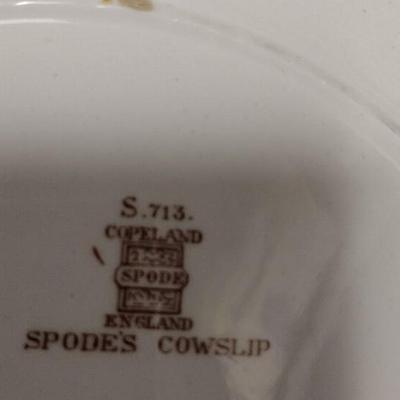 S.713.
COPELAND
SPODE
ENGLAND
SPODE'S COWSLIP